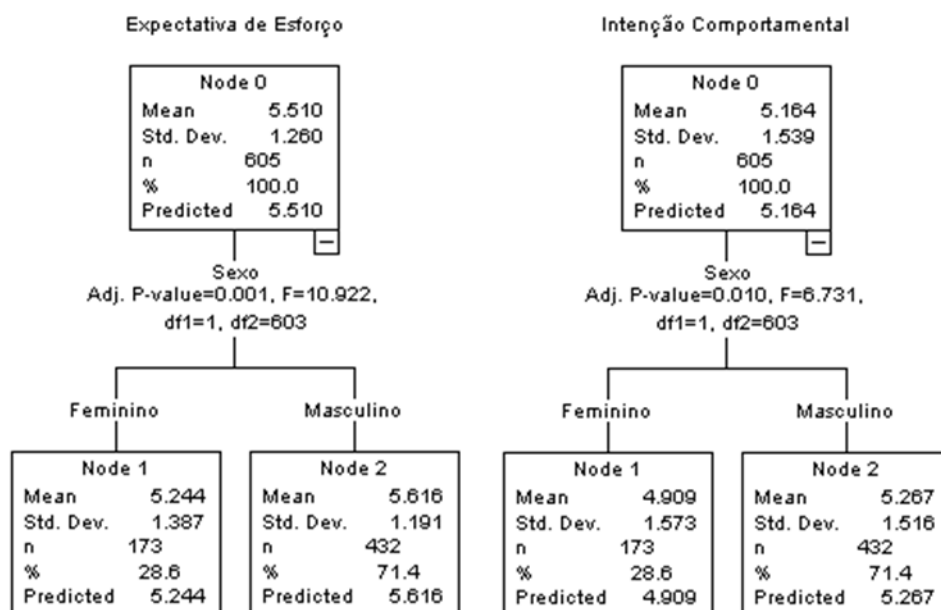 Expectativa de Esforço
Node 0
Mean 5.510
Std. Dev. 1.260
n 605
% 100.0
Predicted 5.510
Sexo
Adj. P-value=0.001, F=10.922,
df1=1, df2=603
Feminino
Masculino
Node 1
Mean 5.244
Std. Dev. 1.387
n 173
% 28.6
Predicted 5.244
Node 2
Mean 5.616
Std. Dev. 1.191
n 432
% 71.4
Predicted 5.616
Intenção Comportamental
Node 0
Mean 5.164
Std. Dev. 1.539
n 605
% 100.0
Predicted 5.164
Sexo
Adj. P-value=0.010, F=6.731,
df1=1, df2=603
Feminino
Masculino
Node 1
Mean 4.909
Std. Dev. 1.573
n 173
% 28.6
Predicted 4.909
Node 2
Mean 5.267
Std. Dev. 1.516
n 432
% 71.4
Predicted 5.267